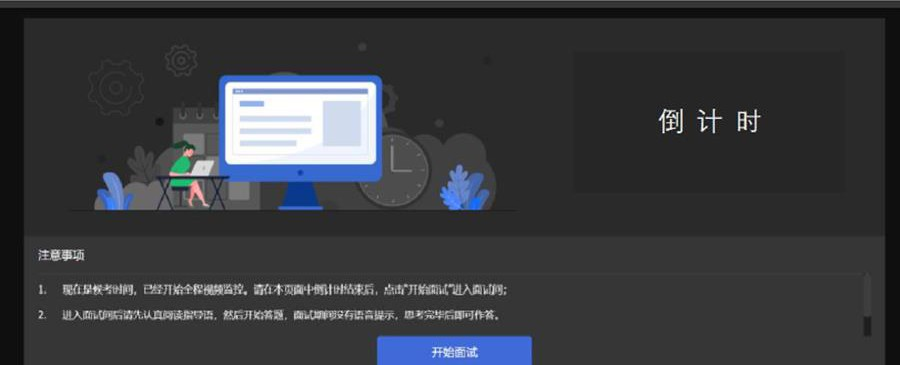 倒计时
注意事项
1. 现在是候考时间，已经开始全程视频监控。请在本页面中倒计时结束后，点击“开始面试”进入面试间；
2. 进入面试间后请先认真阅读指导语，然后开始答题，面试期间没有语音提示，思考完毕后即可作答。
开始面试